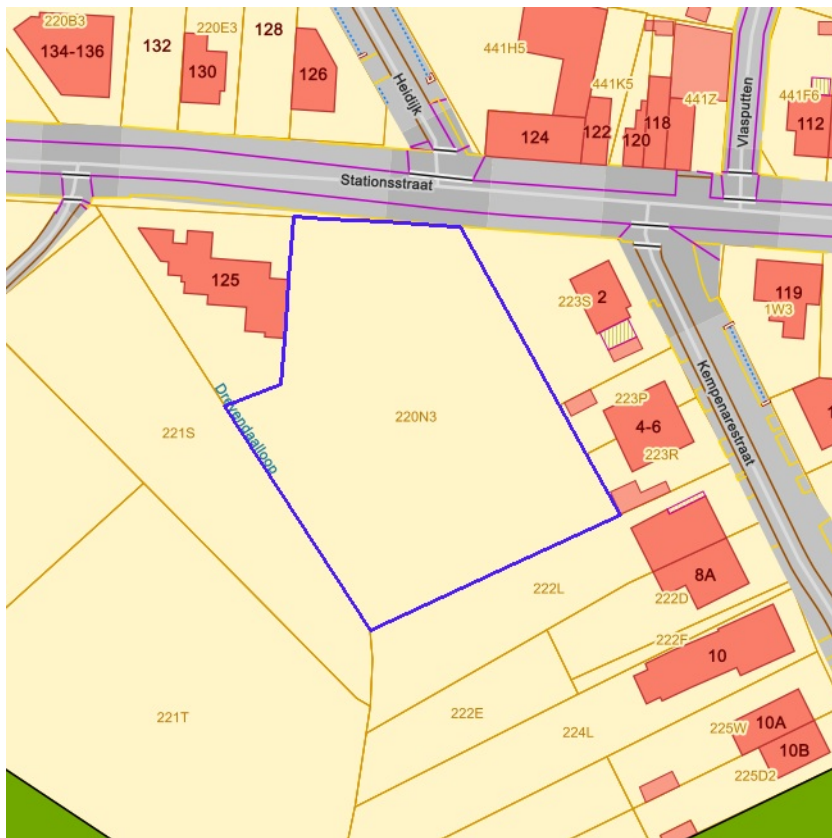 220B3
134-136
132
220E3
130
128
126
Heidijk
441H5
124
441K5
122
120
118
441Z
Vlasputten
441F6
112
Stationsstraat
125
223S
2
119
1W3
Drevendaalloop
221S
220N3
223P
4-6
223R
Kempenarestraat
222L
8A
222D
222F
10
221T
222E
224L
225W
10A
10B
225D2